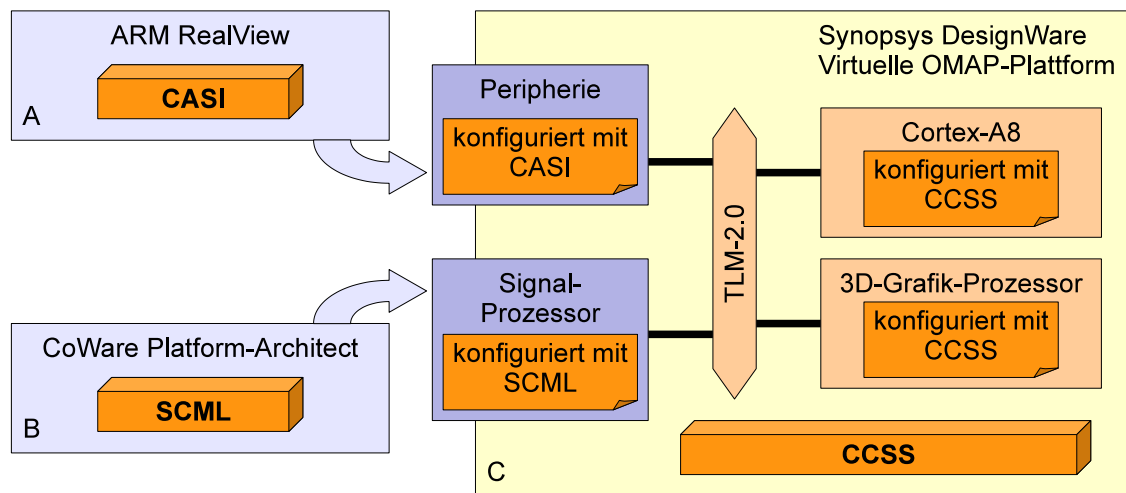 ARM RealView
CASI
A
CoWare Platform-Architect
SCML
B
Synopsys DesignWare
Virtuelle OMAP-Plattform
Peripherie
konfiguriert mit
CASI
Signal-
Prozessor
konfiguriert mit
SCML
TLM-2.0
Cortex-A8
konfiguriert mit
CCSS
3D-Grafik-Prozessor
konfiguriert mit
CCSS
CCSS
C